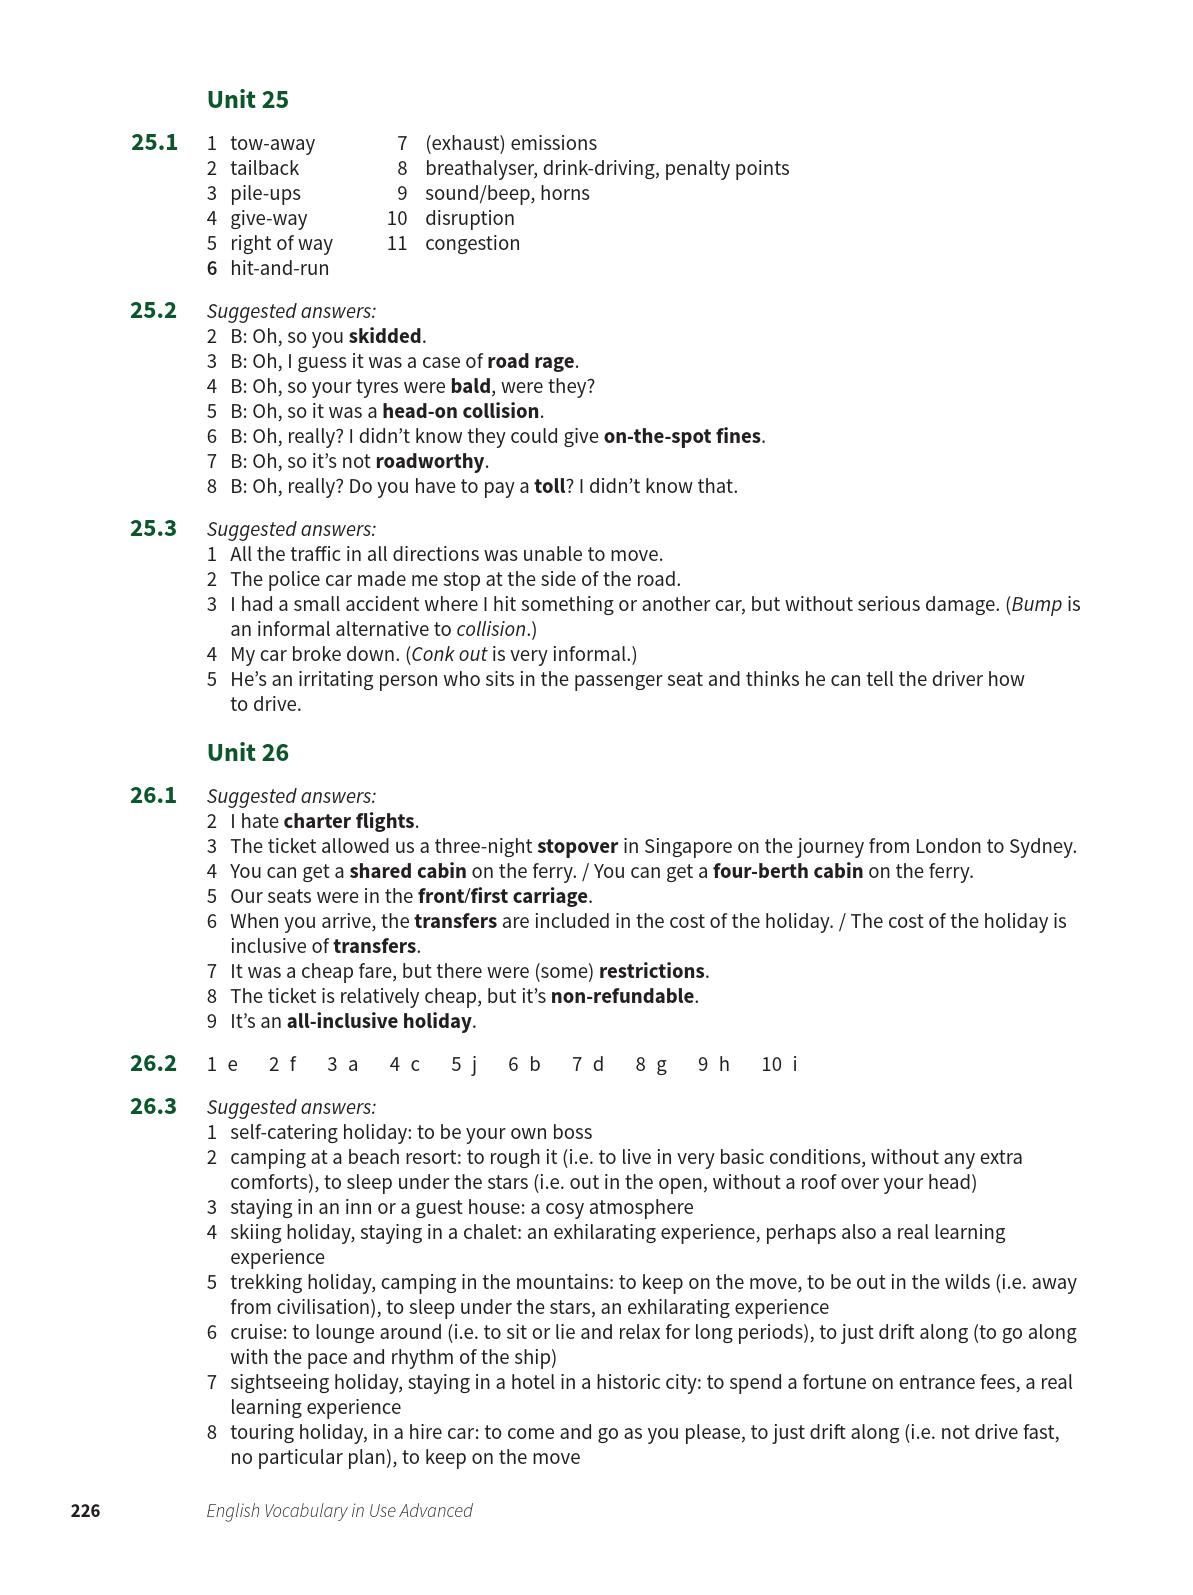 Unit 25
25.1 1 tow-away 7 (exhaust) emissions
2 tailback 8 breathalyser, drink-driving, penalty points
3 pile-ups 9 sound/beep, horns
4 give-way 10 disruption
5 right of way 11 congestion
6 hit-and-run
25.2 Suggested answers:
2 B: Oh, so you skidded.
3 B: Oh, I guess it was a case of road rage.
4 B: Oh, so your tyres were bald, were they?
5 B: Oh, so it was a head-on collision.
6 B: Oh, really? I didn’t know they could give on-the-spot fines.
7 B: Oh, so it’s not roadworthy.
8 B: Oh, really? Do you have to pay a toll? I didn’t know that.
25.3 Suggested answers:
1 All the traffic in all directions was unable to move.
2 The police car made me stop at the side of the road.
3 I had a small accident where I hit something or another car, but without serious damage. (Bump is
an informal alternative to collision.)
4 My car broke down. (Conk out is very informal.)
5 He’s an irritating person who sits in the passenger seat and thinks he can tell the driver how
to drive.
Unit 26
26.1 Suggested answers:
2 I hate charter flights.
3 The ticket allowed us a three-night stopover in Singapore on the journey from London to Sydney.
4 You can get a shared cabin on the ferry. / You can get a four-berth cabin on the ferry.
5 Our seats were in the front/first carriage.
6 When you arrive, the transfers are included in the cost of the holiday. / The cost of the holiday is
inclusive of transfers.
7 It was a cheap fare, but there were (some) restrictions.
8 The ticket is relatively cheap, but it’s non-refundable.
9 It’s an all-inclusive holiday.
26.2 1 e 2 f 3 a 4 c 5 j 6 b 7 d 8 g 9 h 10 i
26.3 Suggested answers:
1 self-catering holiday: to be your own boss
2 camping at a beach resort: to rough it (i.e. to live in very basic conditions, without any extra
comforts), to sleep under the stars (i.e. out in the open, without a roof over your head)
3 staying in an inn or a guest house: a cosy atmosphere
4 skiing holiday, staying in a chalet: an exhilarating experience, perhaps also a real learning
experience
5 trekking holiday, camping in the mountains: to keep on the move, to be out in the wilds (i.e. away
from civilisation), to sleep under the stars, an exhilarating experience
6 cruise: to lounge around (i.e. to sit or lie and relax for long periods), to just drift along (to go along
with the pace and rhythm of the ship)
7 sightseeing holiday, staying in a hotel in a historic city: to spend a fortune on entrance fees, a real
learning experience
8 touring holiday, in a hire car: to come and go as you please, to just drift along (i.e. not drive fast,
no particular plan), to keep on the move
226 English Vocabulary in Use Advanced